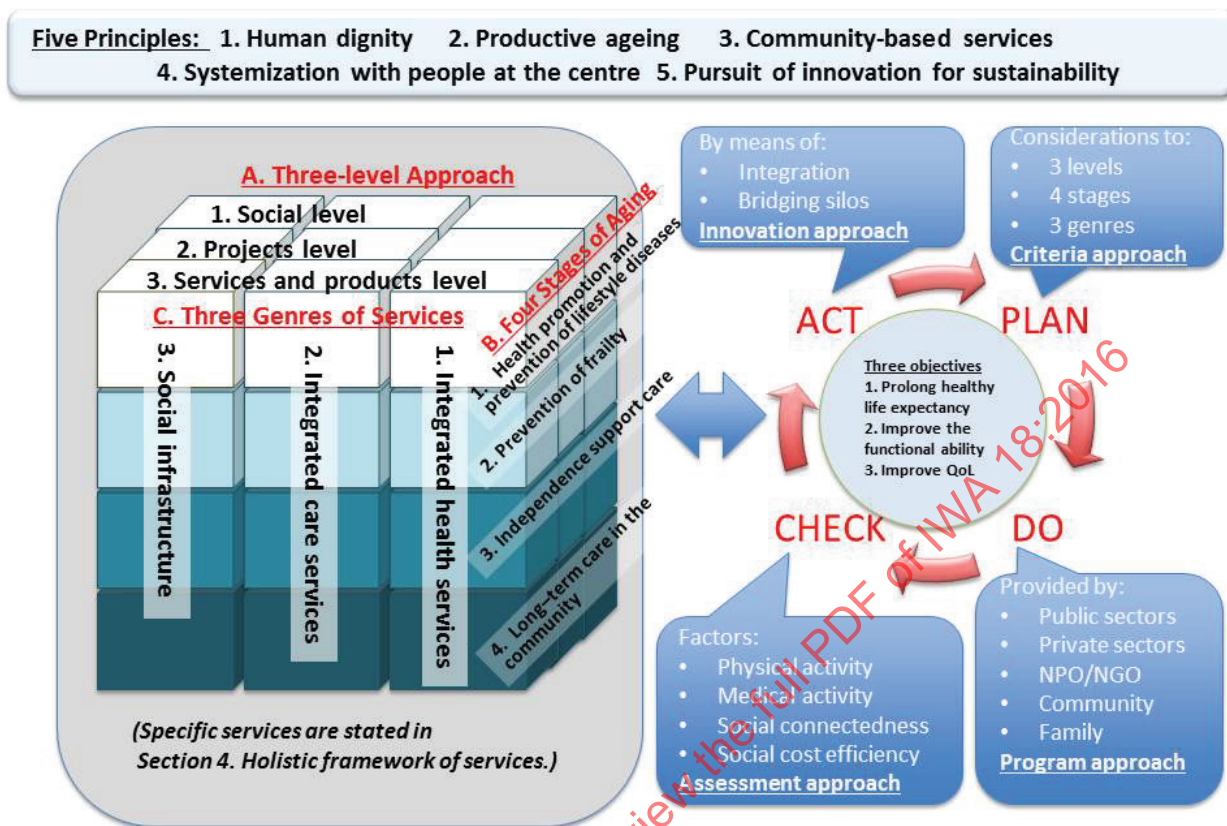 Five Principles: 1. Human dignity 2. Productive ageing 3. Community-based services
4. Systemization with people at the centre 5. Pursuit of innovation for sustainability
A. Three-level Approach
1. Social level
2. Projects level
3. Services and products level
C. Three Genres of Services
3. Social infrastructure
2. Integrated care services
1. Integrated health services
B. Four Stages of Aging
1. Health promotion and
prevention of lifestyle diseases
2. Prevention of frailty
3. Independence support care
4. Long-term care in the
community
(Specific services are stated in
Section 4. Holistic framework of services.)
By means of:
• Integration
• Bridging silos
Innovation approach
Considerations to:
• 3 levels
• 4 stages
• 3 genres
Criteria approach
ACT
PLAN
Three objectives
1. Prolong healthy
life expectancy
2. Improve the
functional ability
3. Improve QoL
CHECK
DO
Factors:
• Physical activity
• Medical activity
• Social connectedness
• Social cost efficiency
Assessment approach
Provided by:
• Public sectors
• Private sectors
• NPO/NGO
• Community
• Family
Program approach
view the full PDF of IWA 18:2016